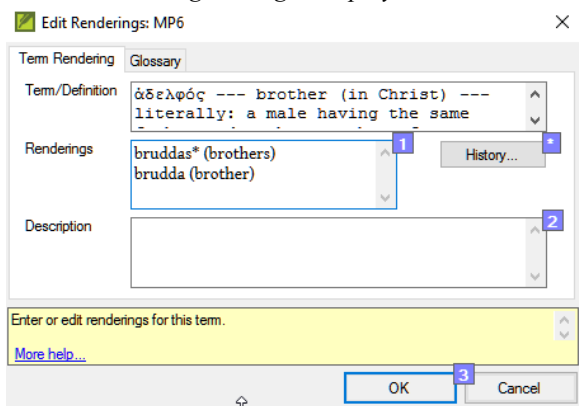 Edit Renderings: MP6
Term Rendering
Glossary
Term/Definition
ἀδελφός --- brother (in Christ) ---
literally: a male having the same
Renderings
bruddas* (brothers)
brudda (brother)
1
History...
*
Description
2
Enter or edit renderings for this term.
More help...
OK
3
Cancel